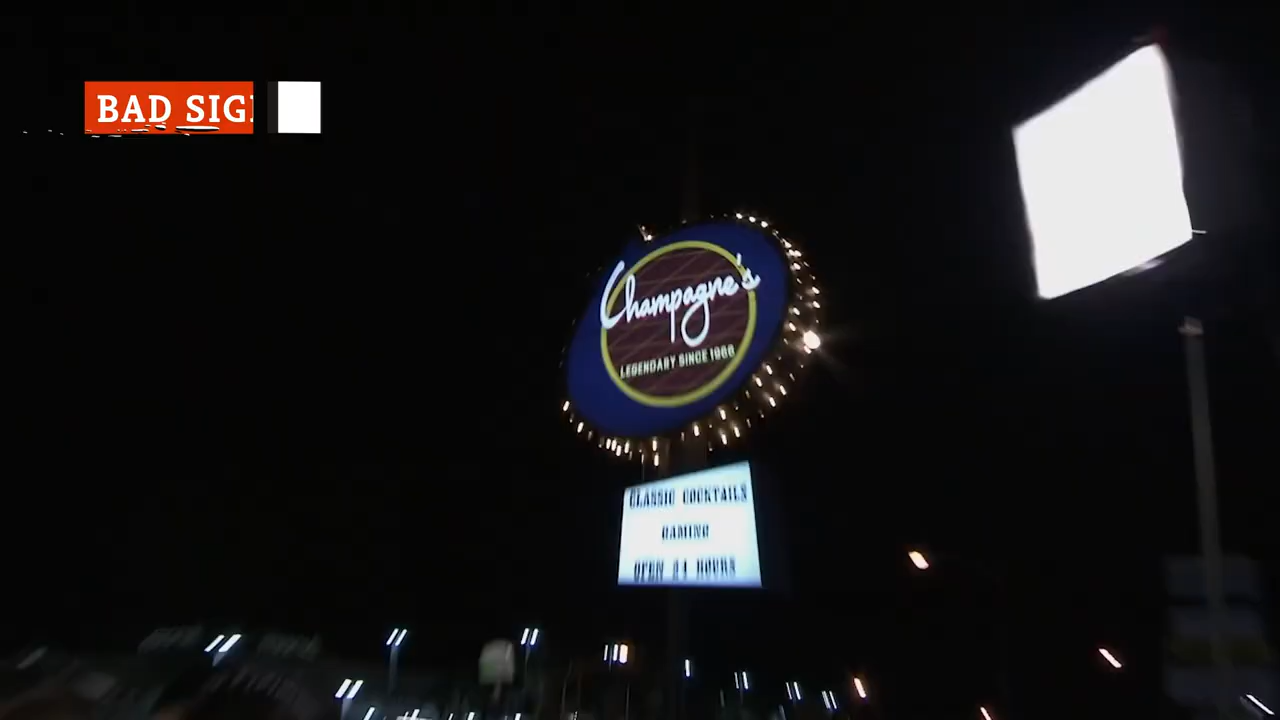 BAD SIG
Champagne's
LEGENDARY SINCE 1966
CLASSIC COCKTAILS
GAMING
OPEN 24 HOURS